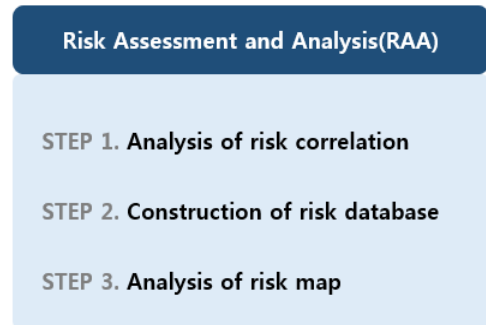 Risk Assessment and Analysis(RAA)
STEP 1. Analysis of risk correlation
STEP 2. Construction of risk database
STEP 3. Analysis of risk map